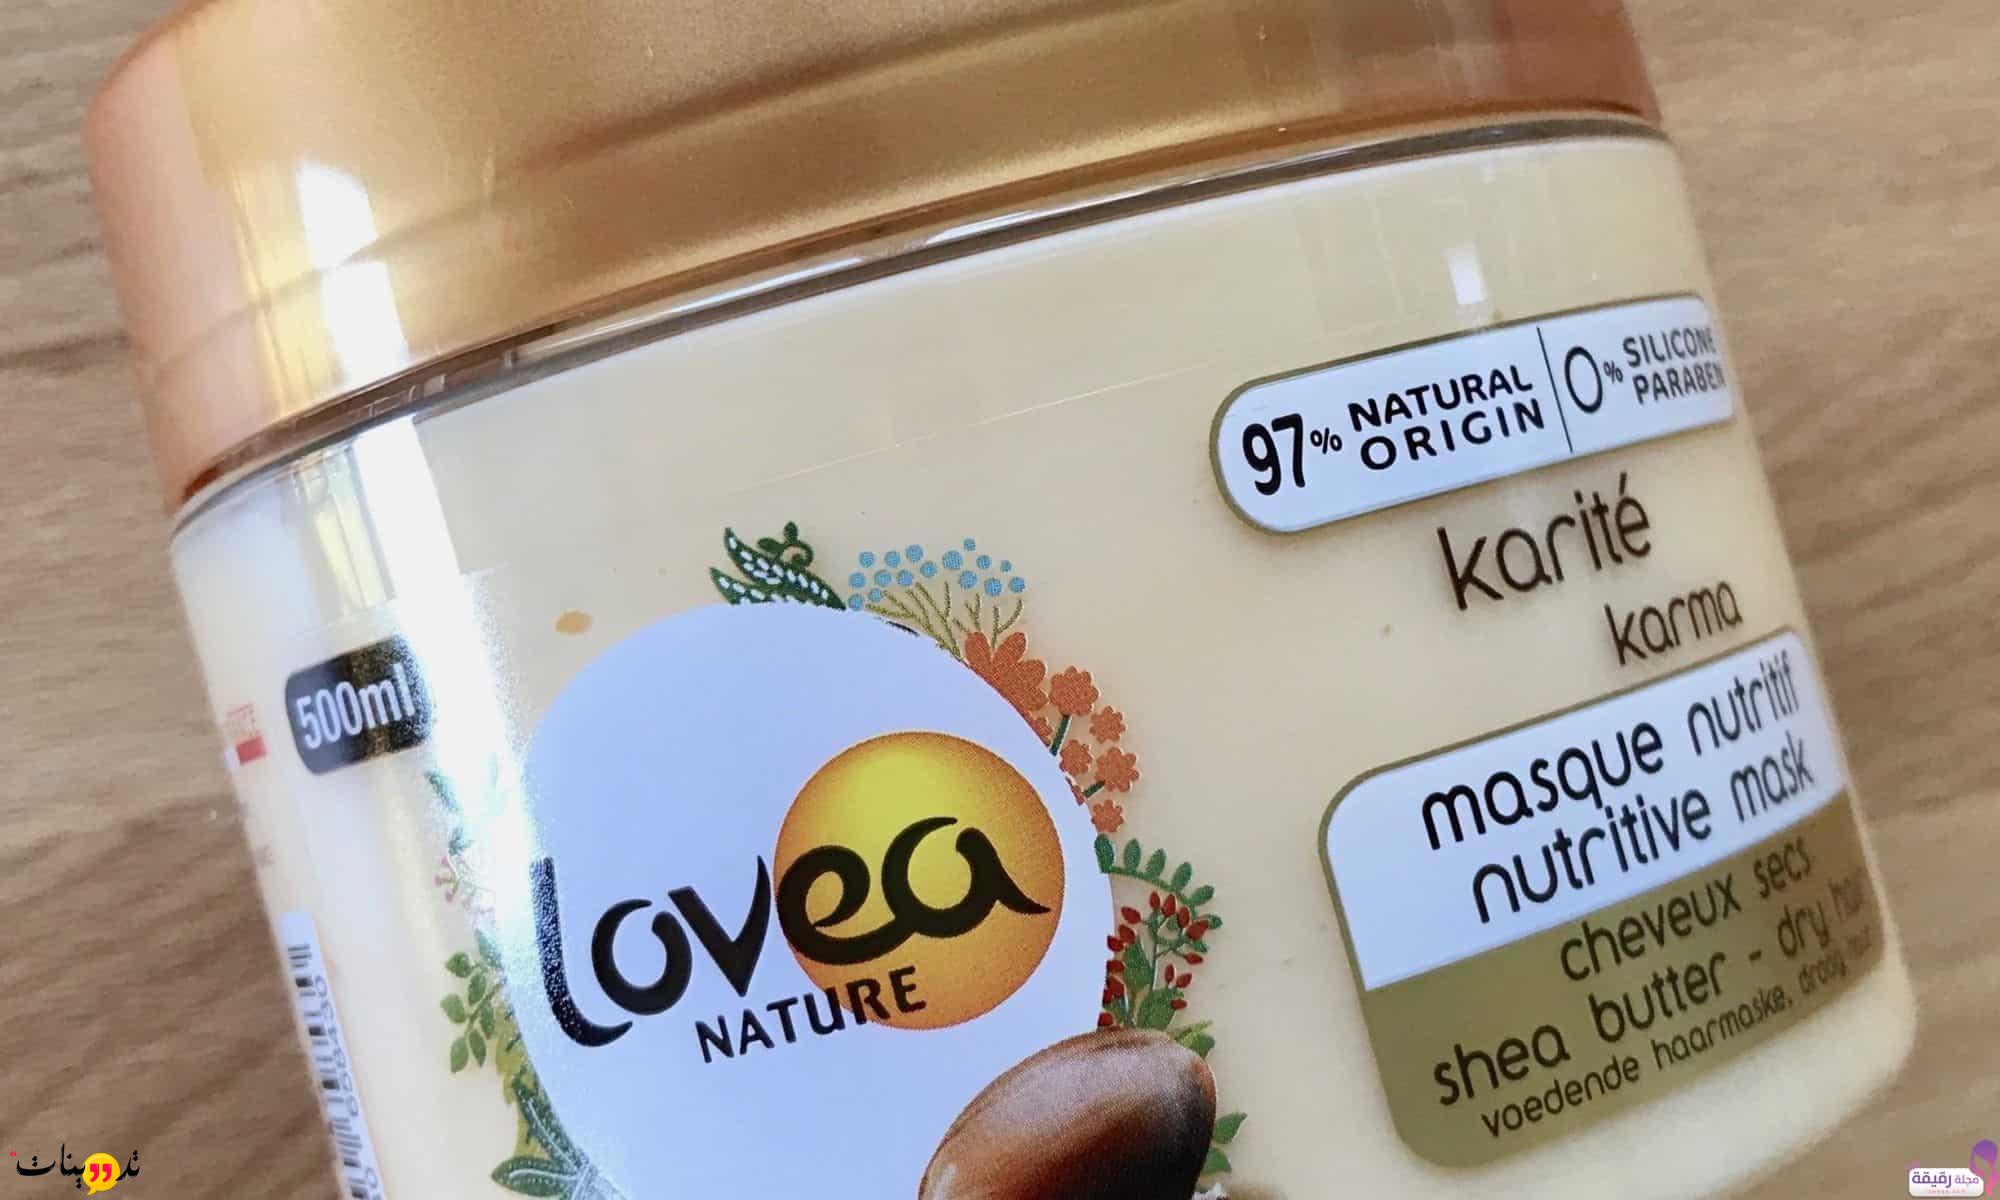 97% NATURAL ORIGIN
0% SILICONE PARABEN
karité
karma
500ml
masque nutritif
nutritive mask
Lovea
NATURE
cheveux secs
shea butter - dry hair
voedende haarmaske, droog haar
تدوينات
مجلة رقيقة